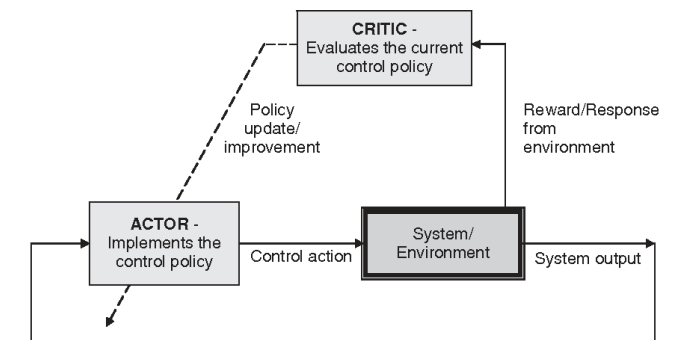 CRITIC -
Evaluates the current
control policy
Policy
update/
improvement
Reward/Response
from
environment
ACTOR -
Implements the
control policy
Control action
System/
Environment
System output